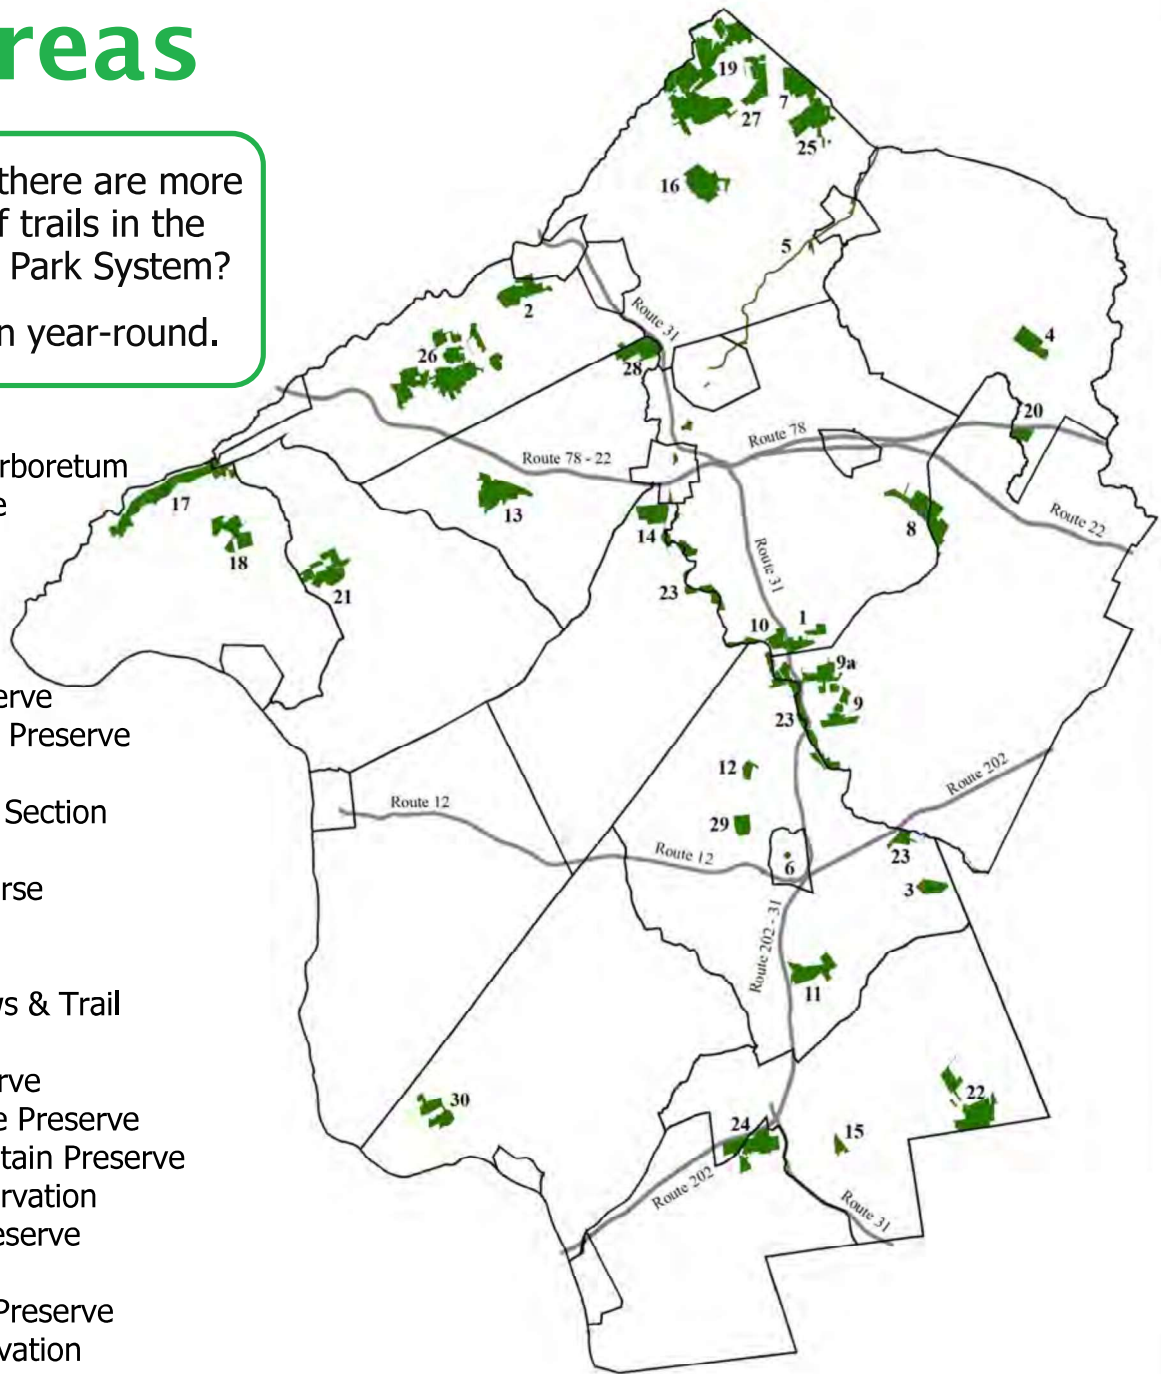 reas
there are more
f trails in the
Park System?
n year-round.
rboretum
e
erve
Preserve
Section
rse
vs & Trail
rve
e Preserve
tain Preserve
rvation
eserve
Preserve
vation
19
7
27
25
16
5
2
Route 31
26
28
4
20
Route 78
Route 78 - 22
17
13
14
8
Route 22
18
21
Route 31
23
10
1
9a
9
23
12
Route 202
Route 12
29
Route 12
6
23
3
Route 202 - 31
11
30
22
24
15
Route 202
Route 31